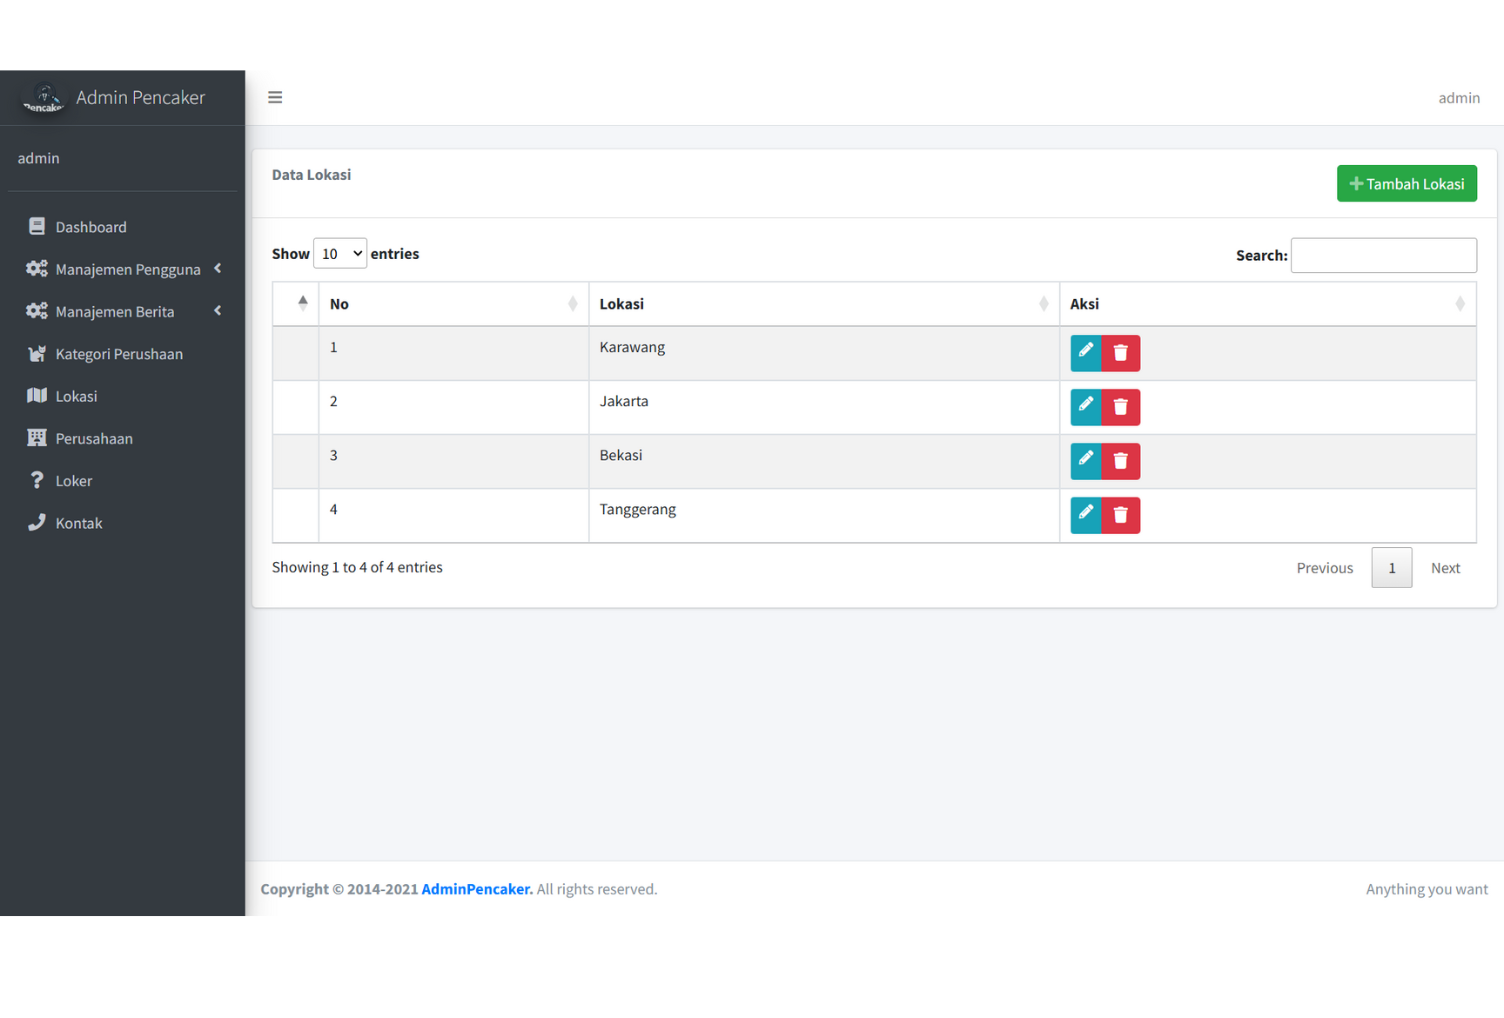 Pencaker
Admin Pencaker
admin
admin
Dashboard
Manajemen Pengguna
Manajemen Berita
Kategori Perushaan
Lokasi
Perusahaan
Loker
Kontak
Data Lokasi
Tambah Lokasi
Show 10 entries
Search:
No Lokasi Aksi
1 Karawang
2 Jakarta
3 Bekasi
4 Tanggerang
Showing 1 to 4 of 4 entries
Previous 1 Next
Copyright © 2014-2021 AdminPencaker. All rights reserved.
Anything you want